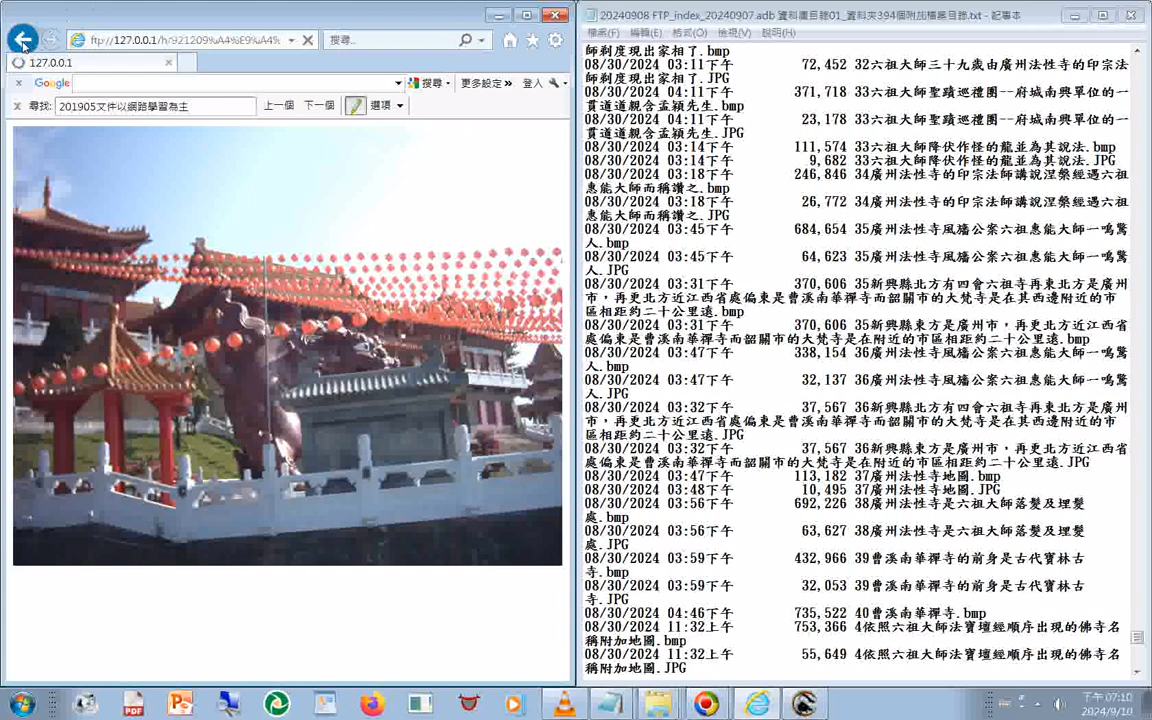 ftp://127.0.0.1/h/921209%A4%E9%A4%
搜尋...
127.0.0.1
Google
搜尋
更多設定 »
登入
尋找: 201905文件以網路學習為主
上一個 下一個 選項
20240908 FTP_index_20240907.adb 資料庫目錄01_資料夾394個附加檔案目錄.txt - 記事本
檔案(F) 編輯(E) 格式(O) 檢視(V) 說明(H)
師剃度現出家相了.bmp
08/30/2024 03:11下午 72,452 32六祖大師三十九歲由廣州法性寺的印宗法
師剃度現出家相了.JPG
08/30/2024 04:11下午 371,718 33六祖大師聖蹟巡禮團--府城南興單位的一
貫道道親含孟穎先生.bmp
08/30/2024 04:11下午 23,178 33六祖大師聖蹟巡禮團--府城南興單位的一
貫道道親含孟穎先生.JPG
08/30/2024 03:14下午 111,574 33六祖大師降伏作怪的龍並為其說法.bmp
08/30/2024 03:14下午 9,682 33六祖大師降伏作怪的龍並為其說法.JPG
08/30/2024 03:18下午 246,846 34廣州法性寺的印宗法師講說涅槃經遇六祖
惠能大師而稱讚之.bmp
08/30/2024 03:18下午 26,772 34廣州法性寺的印宗法師講說涅槃經遇六祖
惠能大師而稱讚之.JPG
08/30/2024 03:45下午 684,654 35廣州法性寺風旛公案六祖惠能大師一鳴驚
人.bmp
08/30/2024 03:45下午 64,623 35廣州法性寺風旛公案六祖惠能大師一鳴驚
人.JPG
08/30/2024 03:31下午 370,606 35新興縣北方有四會六祖寺再東北方是廣州
市，再更北方近江西省處偏東是曹溪南華禪寺而韶關市的大梵寺是在其西邊附近的市
區相距約二十公里遠.bmp
08/30/2024 03:31下午 370,606 35新興縣東方是廣州市，再更北方近江西省
處偏東是曹溪南華禪寺而韶關市的大梵寺是在附近的市區相距約二十公里遠.bmp
08/30/2024 03:47下午 338,154 36廣州法性寺風旛公案六祖惠能大師一鳴驚
人.bmp
08/30/2024 03:47下午 32,137 36廣州法性寺風旛公案六祖惠能大師一鳴驚
人.JPG
08/30/2024 03:32下午 37,567 36新興縣北方有四會六祖寺再東北方是廣州
市，再更北方近江西省處偏東是曹溪南華禪寺而韶關市的大梵寺是在其西邊附近的市
區相距約二十公里遠.JPG
08/30/2024 03:32下午 37,567 36新興縣東方是廣州市，再更北方近江西省
處偏東是曹溪南華禪寺而韶關市的大梵寺是在附近的市區相距約二十公里遠.JPG
08/30/2024 03:47下午 113,182 37廣州法性寺地圖.bmp
08/30/2024 03:48下午 10,495 37廣州法性寺地圖.JPG
08/30/2024 03:56下午 692,226 38廣州法性寺是六祖大師落髮及埋髮
處.bmp
08/30/2024 03:56下午 63,627 38廣州法性寺是六祖大師落髮及埋髮
處.JPG
08/30/2024 03:59下午 432,966 39曹溪南華禪寺的前身是古代寶林古
寺.bmp
08/30/2024 03:59下午 32,053 39曹溪南華禪寺的前身是古代寶林古
寺.JPG
08/30/2024 04:46下午 735,522 40曹溪南華禪寺.bmp
08/30/2024 11:32上午 753,366 4依照六祖大師法寶壇經順序出現的佛寺名
稱附加地圖.bmp
08/30/2024 11:32上午 55,649 4依照六祖大師法寶壇經順序出現的佛寺名
稱附加地圖.JPG
PDF
下午 07:10
2024/9/10